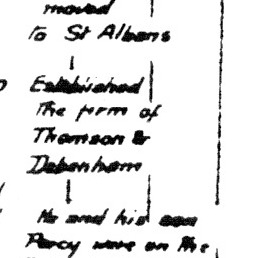 moved
to St Albans
Established
The firm of
Thomson &
Debenham
He and his son
Percy were on the